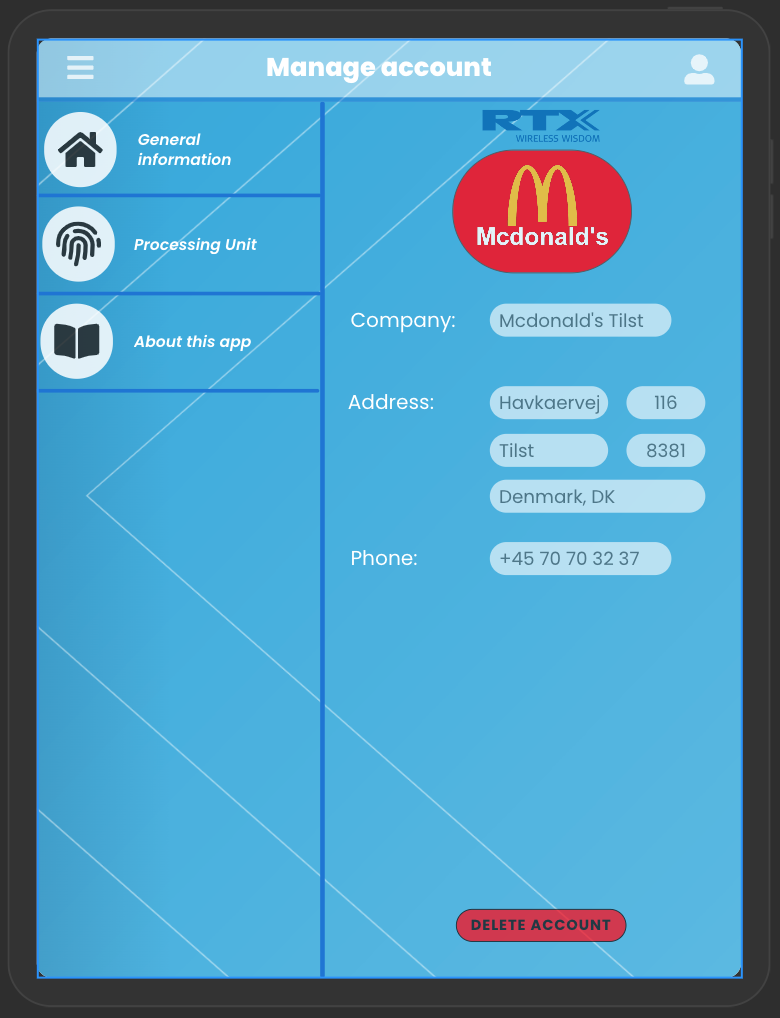 Manage account
General
information
Processing Unit
About this app
RTX
WIRELESS WISDOM
Mcdonald's
Company:
Mcdonald's Tilst
Address:
Havkaervej
116
Tilst
8381
Denmark, DK
Phone:
+45 70 70 32 37
DELETE ACCOUNT